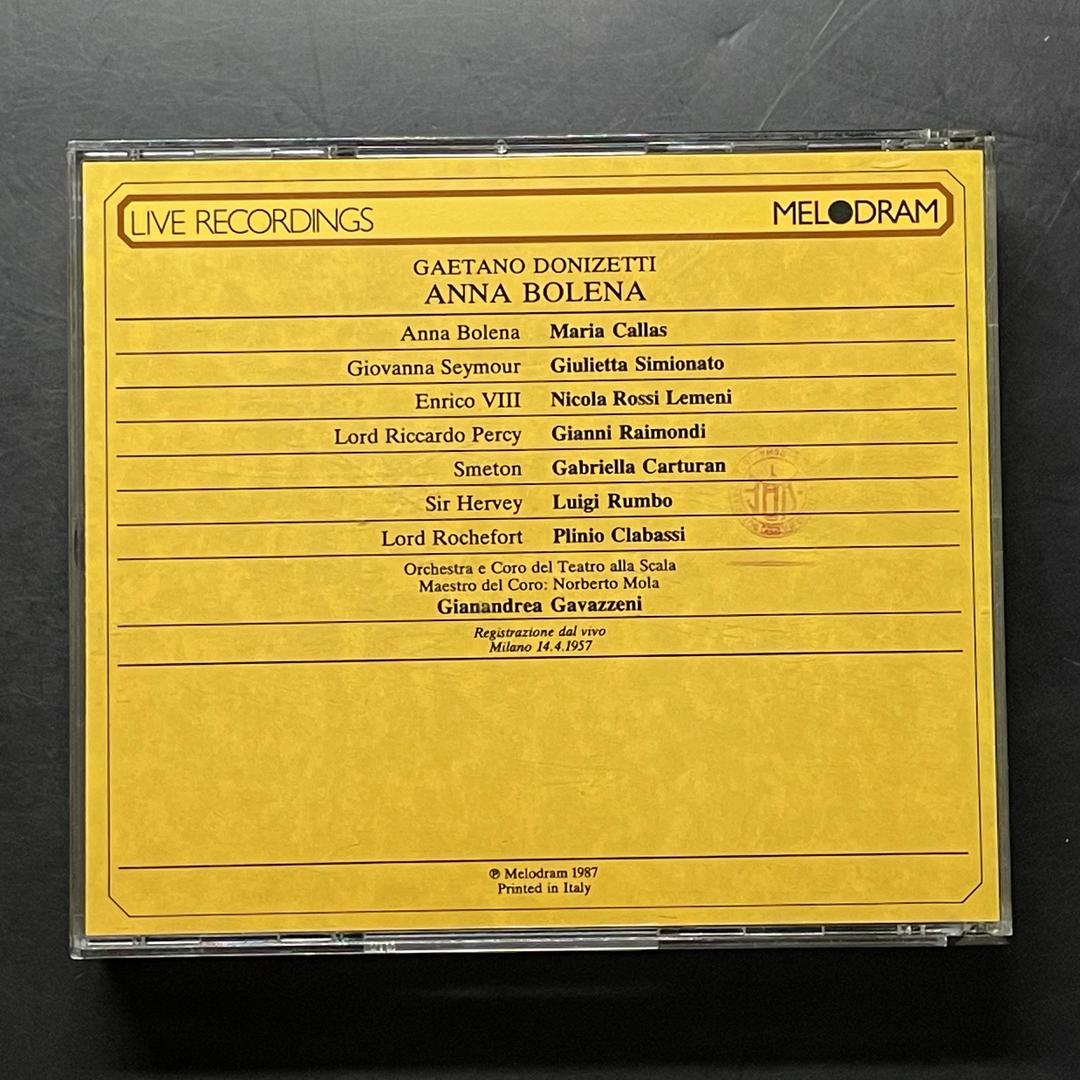 LIVE RECORDINGS
MELODRAM
GAETANO DONIZETTI
ANNA BOLENA
Anna Bolena Maria Callas
Giovanna Seymour Giulietta Simionato
Enrico VIII Nicola Rossi Lemeni
Lord Riccardo Percy Gianni Raimondi
Smeton Gabriella Carturan
Sir Hervey Luigi Rumbo
Lord Rochefort Plinio Clabassi
Orchestra e Coro del Teatro alla Scala
Maestro del Coro: Norberto Mola
Gianandrea Gavazzeni
Registrazione dal vivo
Milano 14.4.1957
℗ Melodram 1987
Printed in Italy